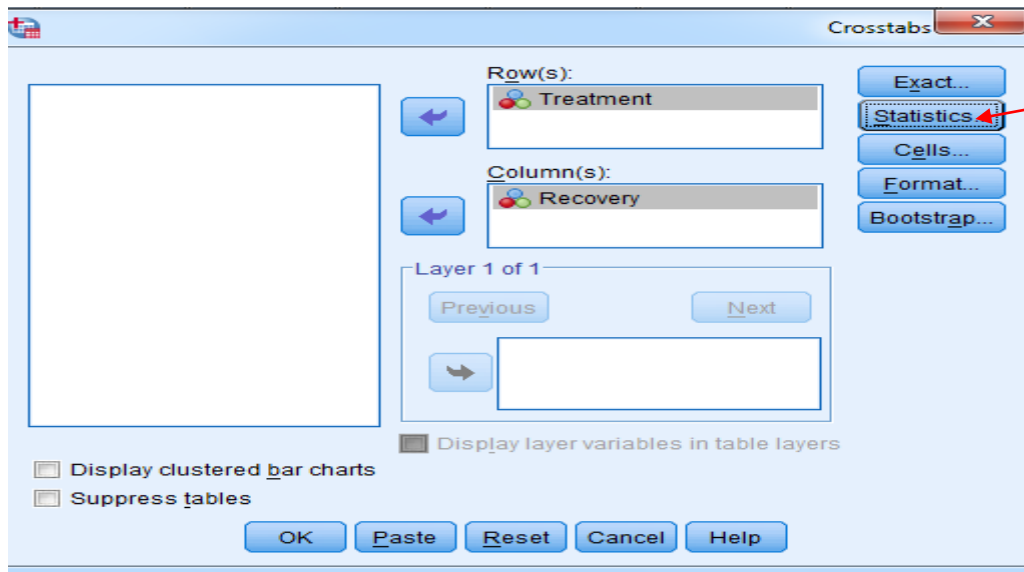 Crosstabs
Row(s):
Treatment
Column(s):
Recovery
Layer 1 of 1
Previous
Next
Display layer variables in table layers
Exact...
Statistics...
Cells...
Format...
Bootstrap...
Display clustered bar charts
Suppress tables
OK
Paste
Reset
Cancel
Help